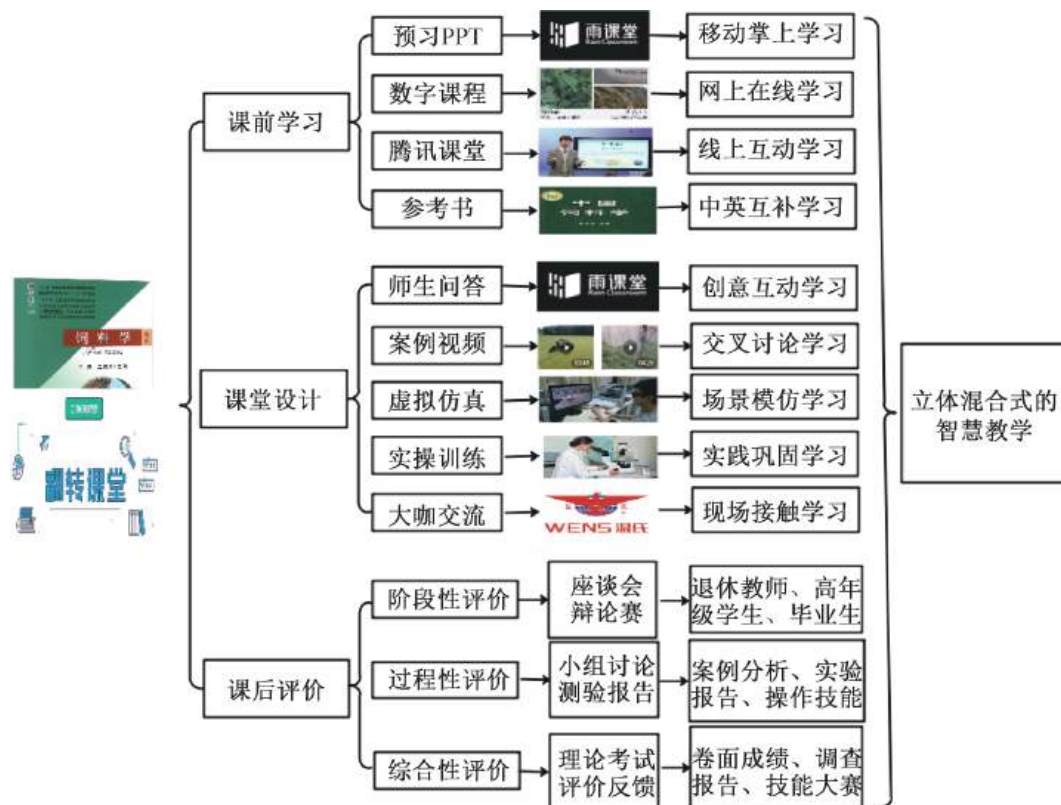 预习PPT
雨课堂
Rain Classroom
移动掌上学习
数字课程
网上在线学习
课前学习
腾讯课堂
线上互动学习
参考书
中英互补学习
师生问答
雨课堂
Rain Classroom
创意互动学习
饲料学
案例视频
交叉讨论学习
课堂设计
虚拟仿真
场景模仿学习
立体混合式的
智慧教学
实操训练
实践巩固学习
翻转课堂
大咖交流
WENS 温氏
现场接触学习
阶段性评价
座谈会
辩论赛
退休教师、高年
级学生、毕业生
课后评价
过程性评价
小组讨论
测验报告
案例分析、实验
报告、操作技能
综合性评价
理论考试
评价反馈
卷面成绩、调查
报告、技能大赛